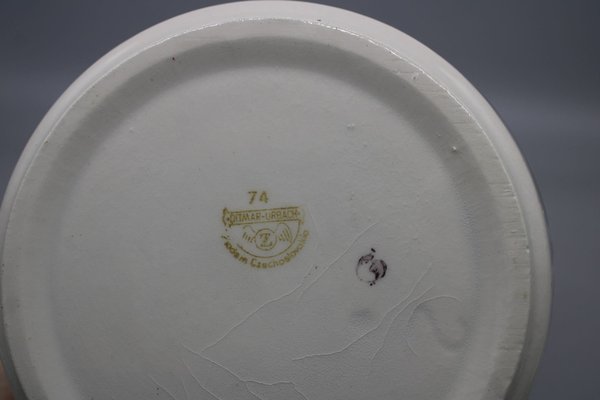 74
DITMAR-URBACH
Z
Made in Czechoslovakia